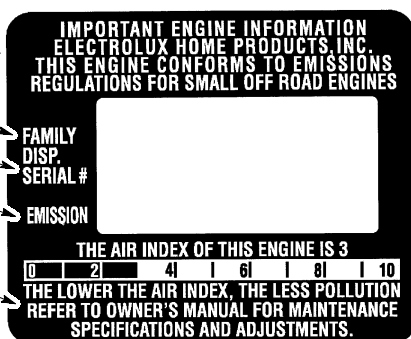 IMPORTANT ENGINE INFORMATION
ELECTROLUX HOME PRODUCTS, INC.
THIS ENGINE CONFORMS TO EMISSIONS
REGULATIONS FOR SMALL OFF ROAD ENGINES
FAMILY
DISP.
SERIAL #
EMISSION
THE AIR INDEX OF THIS ENGINE IS 3
0 2 4 6 8 10
THE LOWER THE AIR INDEX, THE LESS POLLUTION
REFER TO OWNER'S MANUAL FOR MAINTENANCE
SPECIFICATIONS AND ADJUSTMENTS.